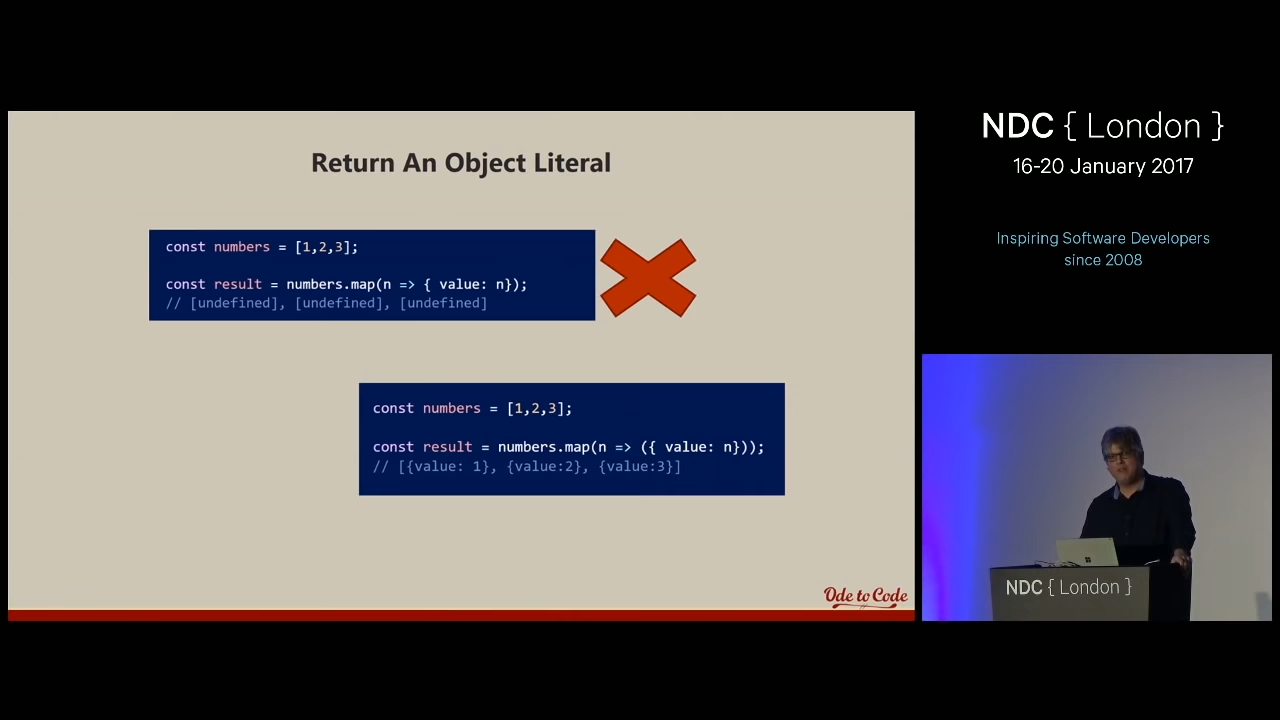 Return An Object Literal
const numbers = [1,2,3];
const result = numbers.map(n => { value: n});
// [undefined], [undefined], [undefined]
const numbers = [1,2,3];
const result = numbers.map(n => ({ value: n}));
// [{value: 1}, {value:2}, {value:3}]
Ode to Code
NDC { London }
16-20 January 2017
Inspiring Software Developers
since 2008
NDC { London }